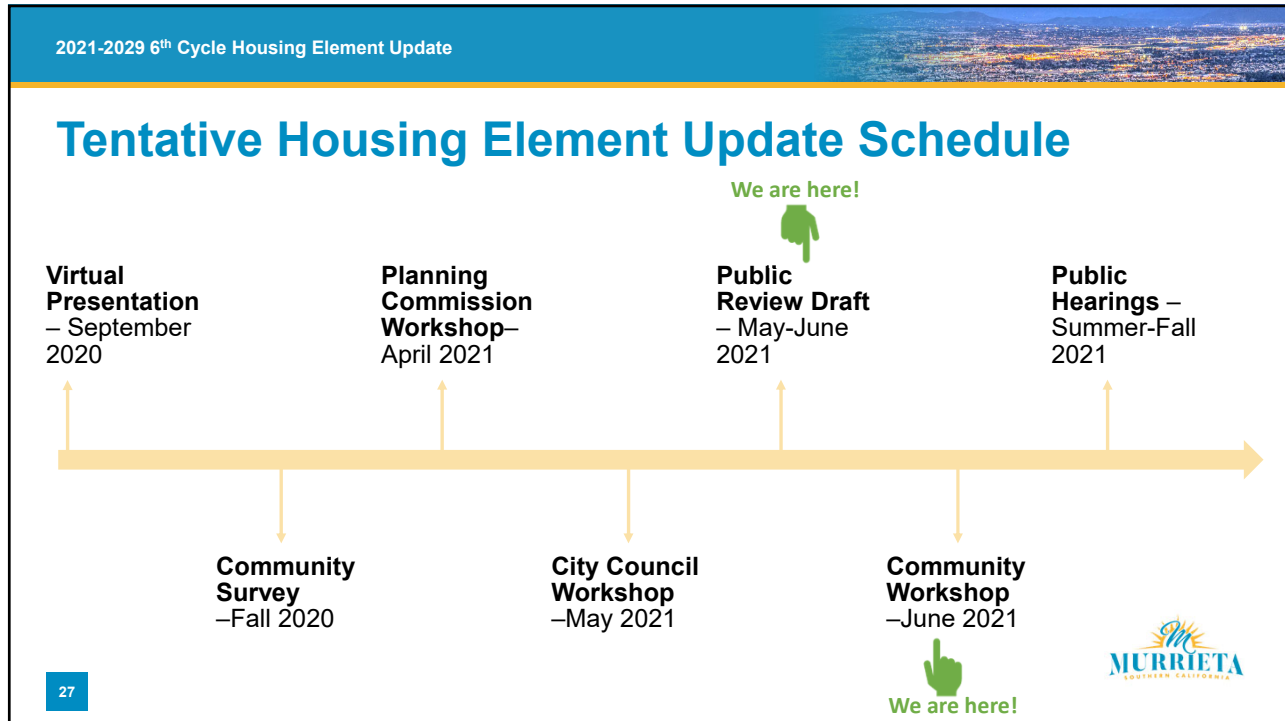 2021-2029 6th Cycle Housing Element Update
Tentative Housing Element Update Schedule
We are here!
Virtual
Presentation
– September
2020
Planning
Commission
Workshop–
April 2021
Public
Review Draft
– May-June
2021
Public
Hearings –
Summer-Fall
2021
Community
Survey
–Fall 2020
City Council
Workshop
–May 2021
Community
Workshop
–June 2021
We are here!
M
MURRIETA
SOUTHERN CALIFORNIA
27